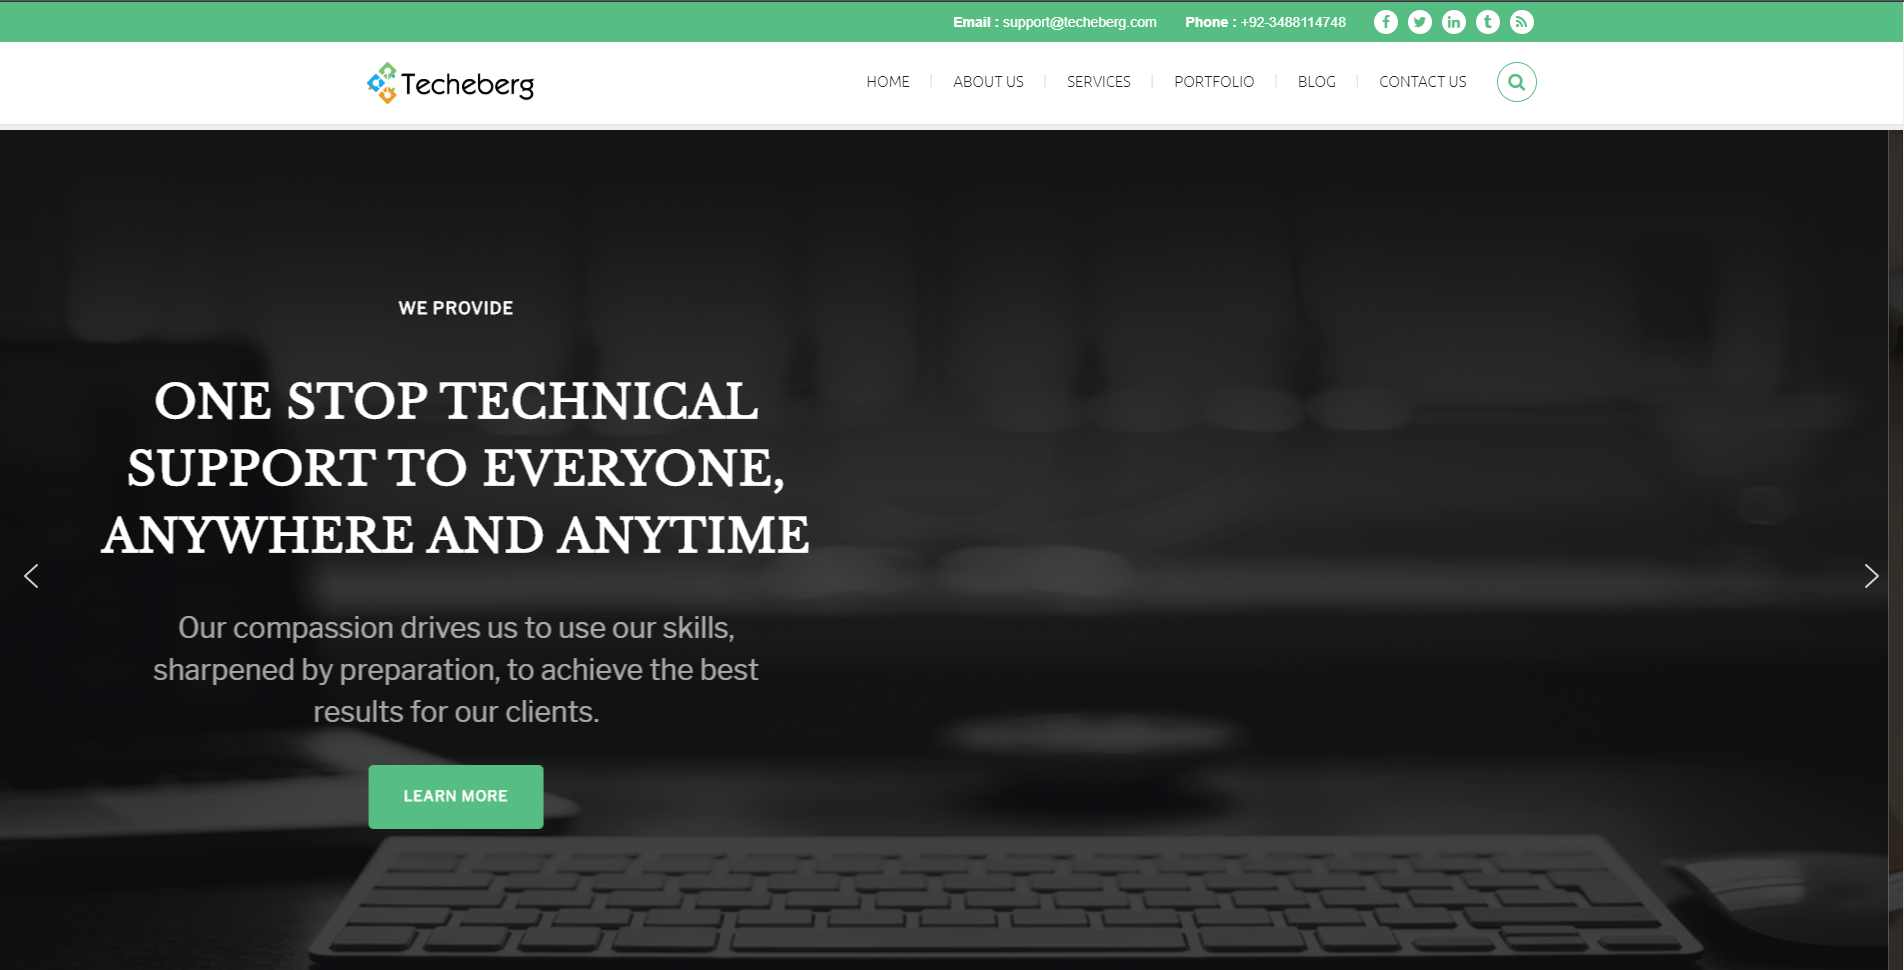 Email : support@techeberg.com Phone : +92-3488114748
Techeberg
HOME ABOUT US SERVICES PORTFOLIO BLOG CONTACT US
WE PROVIDE
ONE STOP TECHNICAL
SUPPORT TO EVERYONE,
ANYWHERE AND ANYTIME
Our compassion drives us to use our skills,
sharpened by preparation, to achieve the best
results for our clients.
LEARN MORE